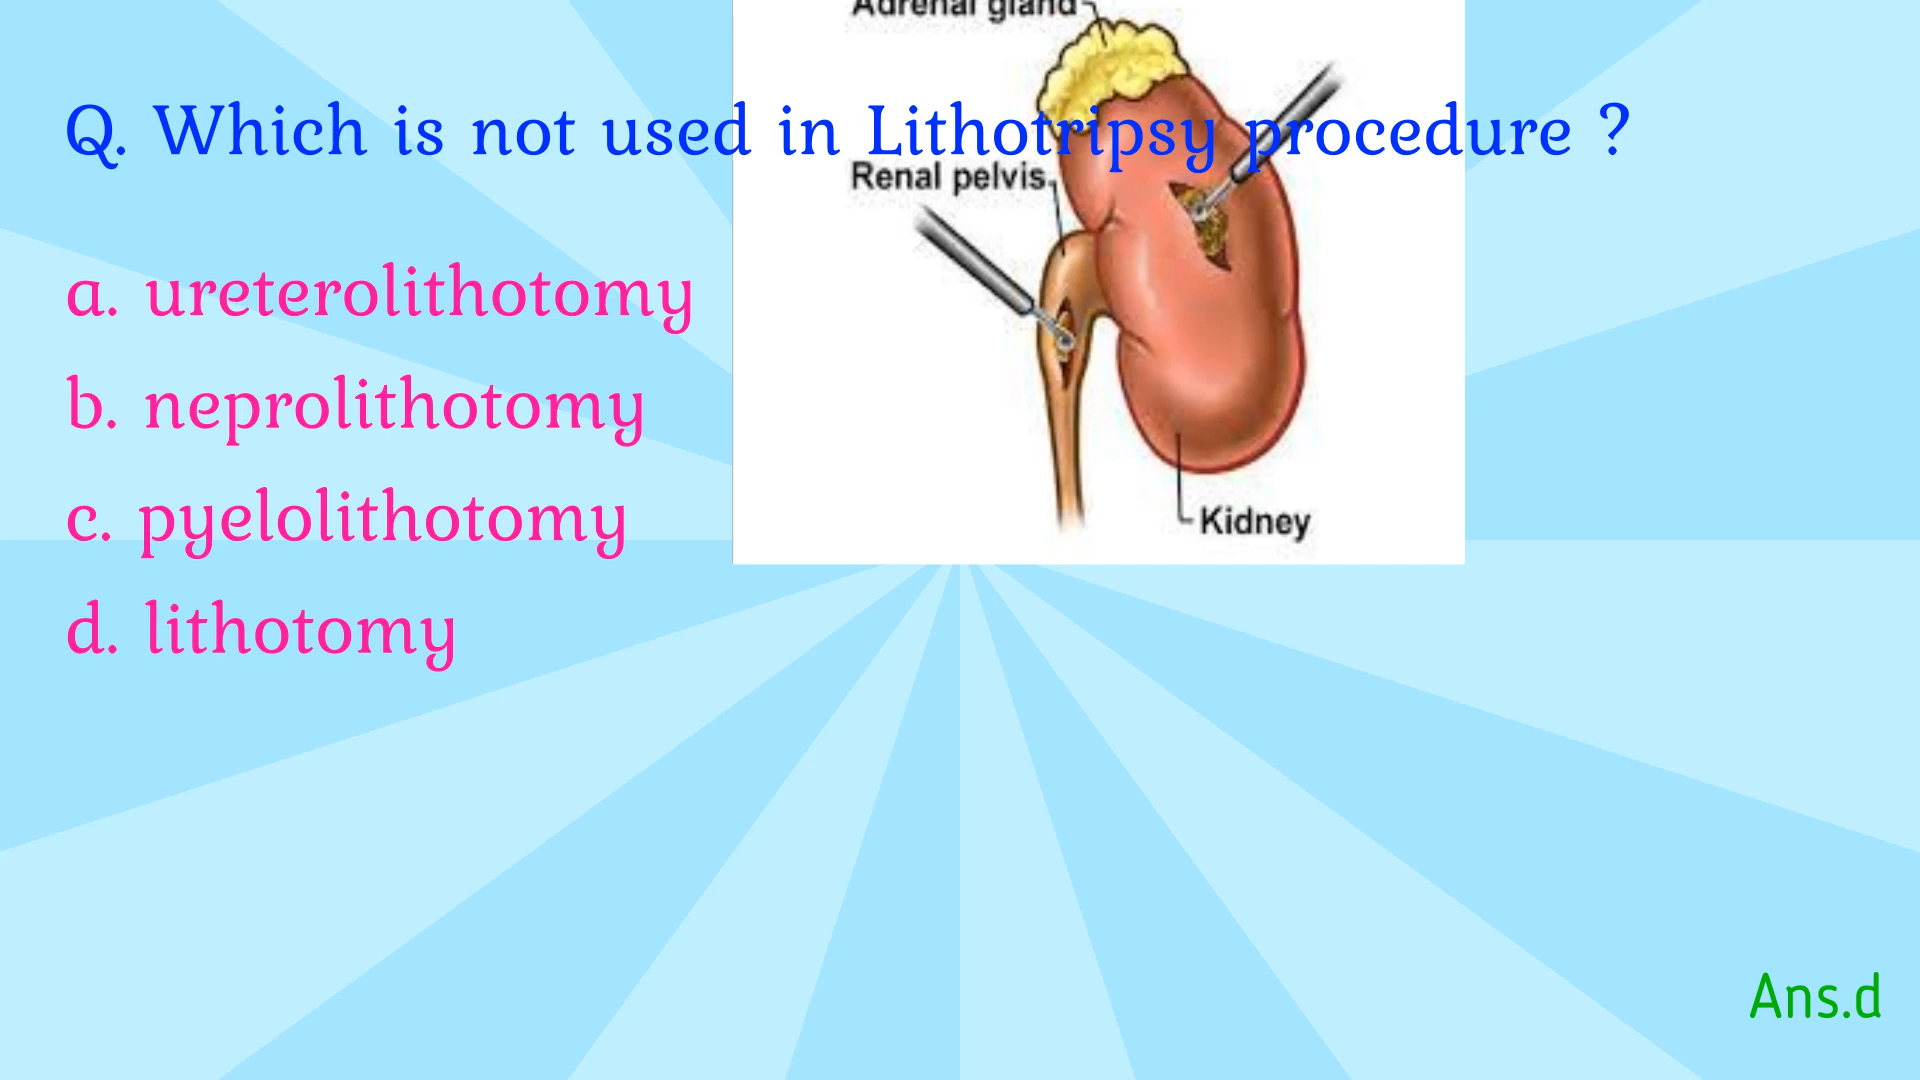 Adrenal gland
Q. Which is not used in Lithotripsy procedure ?
Renal pelvis
a. ureterolithotomy
b. neprolithotomy
c. pyelolithotomy
Kidney
d. lithotomy
Ans.d